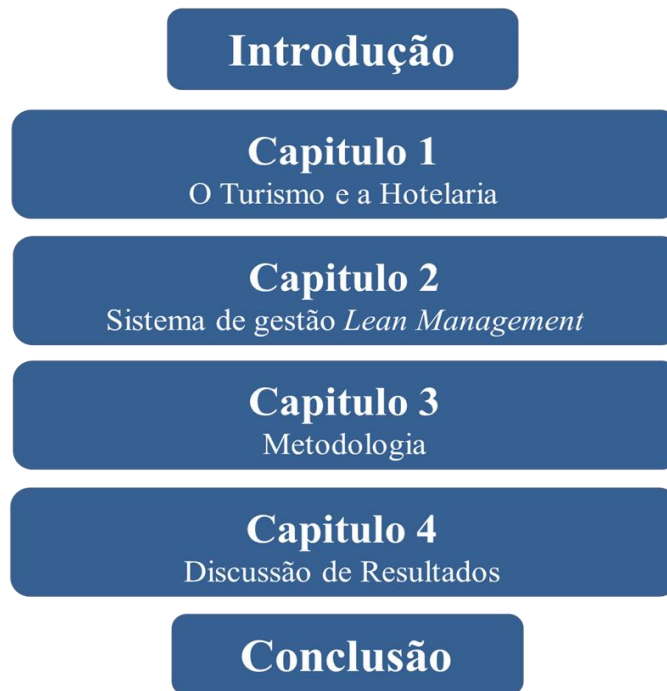 Introdução
Capitulo 1
O Turismo e a Hotelaria
Capitulo 2
Sistema de gestão Lean Management
Capitulo 3
Metodologia
Capitulo 4
Discussão de Resultados
Conclusão